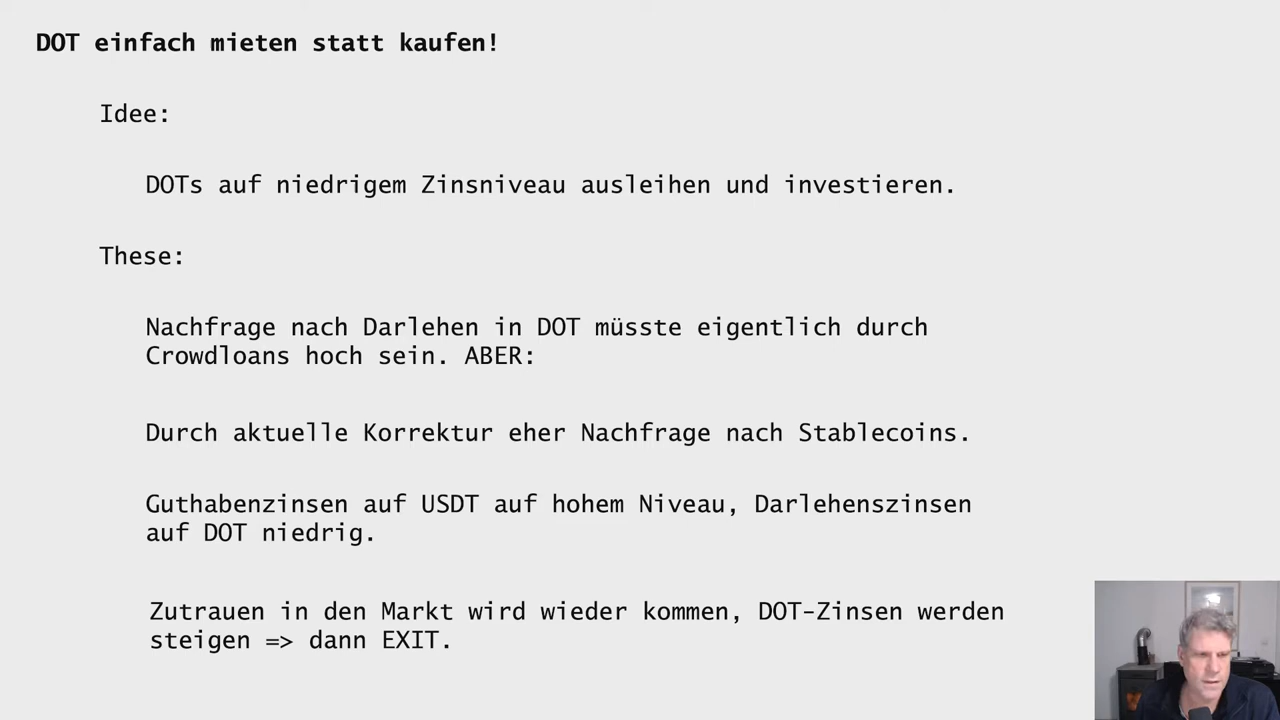 DOT einfach mieten statt kaufen!
Idee:
DOTs auf niedrigem Zinsniveau ausleihen und investieren.
These:
Nachfrage nach Darlehen in DOT müsste eigentlich durch
Crowdloans hoch sein. ABER:
Durch aktuelle Korrektur eher Nachfrage nach Stablecoins.
Guthabenzinsen auf USDT auf hohem Niveau, Darlehenszinsen
auf DOT niedrig.
Zutrauen in den Markt wird wieder kommen, DOT-Zinsen werden
steigen => dann EXIT.